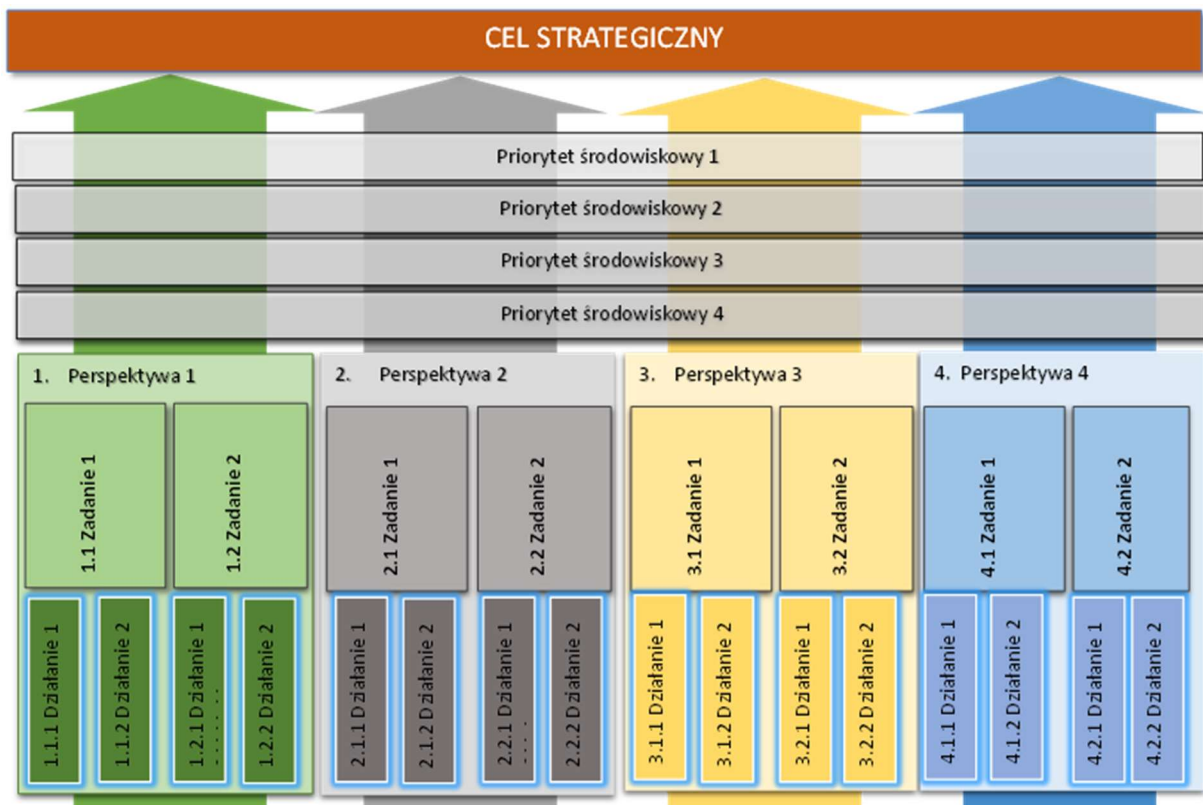 CEL STRATEGICZNY
Priorytet środowiskowy 1
Priorytet środowiskowy 2
Priorytet środowiskowy 3
Priorytet środowiskowy 4
1. Perspektywa 1
2. Perspektywa 2
3. Perspektywa 3
4. Perspektywa 4
1.1 Zadanie 1
1.2 Zadanie 2
2.1 Zadanie 1
2.2 Zadanie 2
3.1 Zadanie 1
3.2 Zadanie 2
4.1 Zadanie 1
4.2 Zadanie 2
1.1.1 Działanie 1
1.1.2 Działanie 2
1.2.1 Działanie 1
......
1.2.2 Działanie 2
2.1.1 Działanie 1
2.1.2 Działanie 2
2.2.1 Działanie 1
....
2.2.2 Działanie 2
3.1.1 Działanie 1
3.1.2 Działanie 2
3.2.1 Działanie 1
3.2.2 Działanie 2
4.1.1 Działanie 1
4.1.2 Działanie 2
4.2.1 Działanie 1
4.2.2 Działanie 2